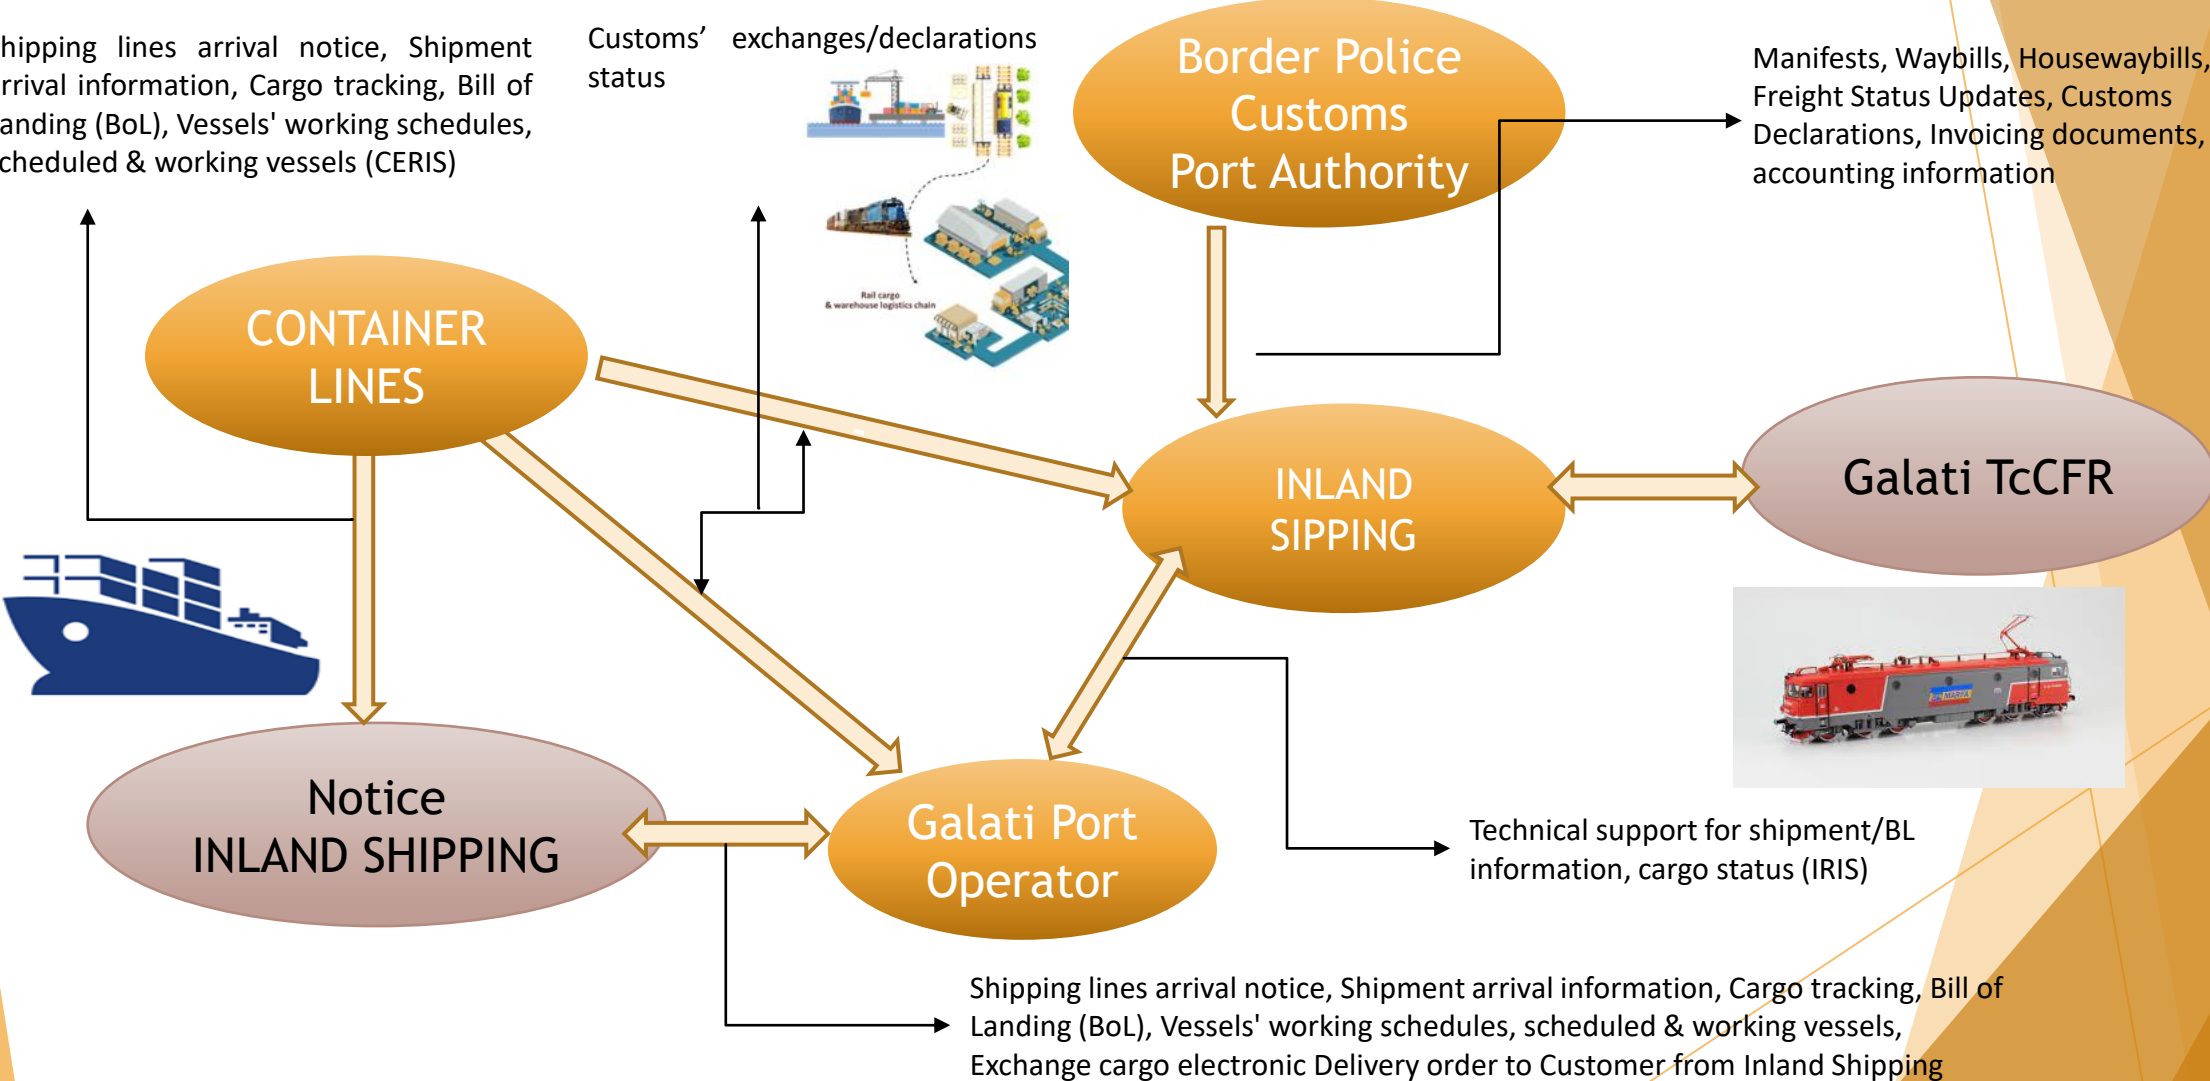 hipping lines arrival notice, Shipment
rrival information, Cargo tracking, Bill of
anding (BoL), Vessels' working schedules,
cheduled & working vessels (CERIS)
Customs' exchanges/declarations
status
Border Police
Customs
Port Authority
Manifests, Waybills, Housewaybills,
Freight Status Updates, Customs
Declarations, Invoicing documents,
accounting information
Rail cargo
& warehouse logistics chain
CONTAINER
LINES
INLAND
SIPPING
Galati TcCFR
MARFA
Notice
INLAND SHIPPING
Galati Port
Operator
Technical support for shipment/BL
information, cargo status (IRIS)
Shipping lines arrival notice, Shipment arrival information, Cargo tracking, Bill of
Landing (BoL), Vessels' working schedules, scheduled & working vessels,
Exchange cargo electronic Delivery order to Customer from Inland Shipping